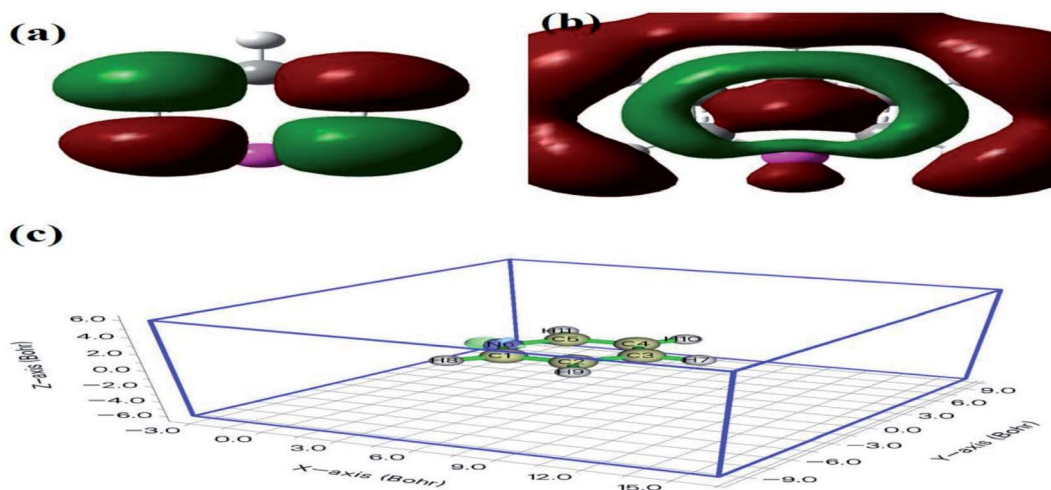 (a)
(b)
(c)
6.0
4.0
2.0
0.0
−2.0
−4.0
−6.0
Z−axis (Bohr)
−3.0
0.0
3.0
6.0
9.0
12.0
15.0
X−axis (Bohr)
−9.0
−6.0
−3.0
0.0
3.0
6.0
9.0
Y−axis (Bohr)
N6
C5
C4
H10
H8
C1
C2
C3
H7
H9